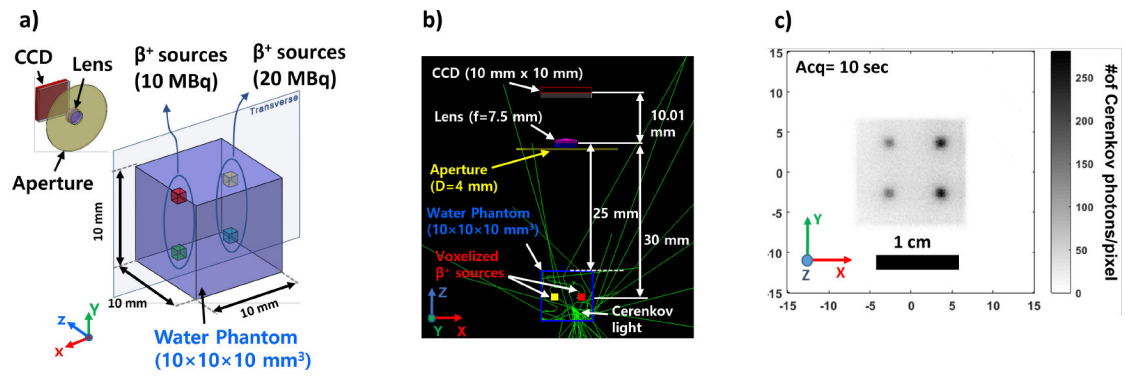 a)
β⁺ sources
(10 MBq)
β⁺ sources
(20 MBq)
CCD
Lens
Transverse
Aperture
10 mm
10 mm
10 mm
Y
Z
X
Water Phantom
(10×10×10 mm³)
b)
CCD (10 mm x 10 mm)
10.01
mm
Lens (f=7.5 mm)
Aperture
(D=4 mm)
Water Phantom
(10×10×10 mm³)
25 mm
30 mm
Voxelized
β⁺ sources
Cerenkov
light
Z
Y
X
c)
Acq= 10 sec
15
10
5
0
-5
-10
15
-15
-10
-5
0
5
10
15
1 cm
Y
Z
X
250
200
150
100
50
0
#of Cerenkov photons/pixel